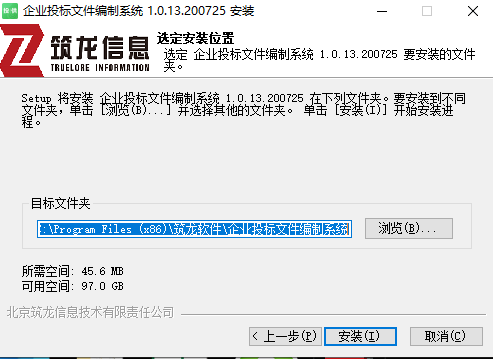 企业投标文件编制系统 1.0.13.200725 安装
筑龙信息
TRUELORE INFORMATION
选定安装位置
选定 企业投标文件编制系统 1.0.13.200725 要安装的文件
夹。
Setup 将安装 企业投标文件编制系统 1.0.13.200725 在下列文件夹。要安装到不同
文件夹，单击 [浏览(B)...] 并选择其他的文件夹。 单击 [安装(I)] 开始安装进
程。
目标文件夹
:\Program Files (x86)\筑龙软件\企业投标文件编制系统
浏览(B)...
所需空间: 45.6 MB
可用空间: 97.0 GB
北京筑龙信息技术有限责任公司
< 上一步(P)
安装(I)
取消(C)